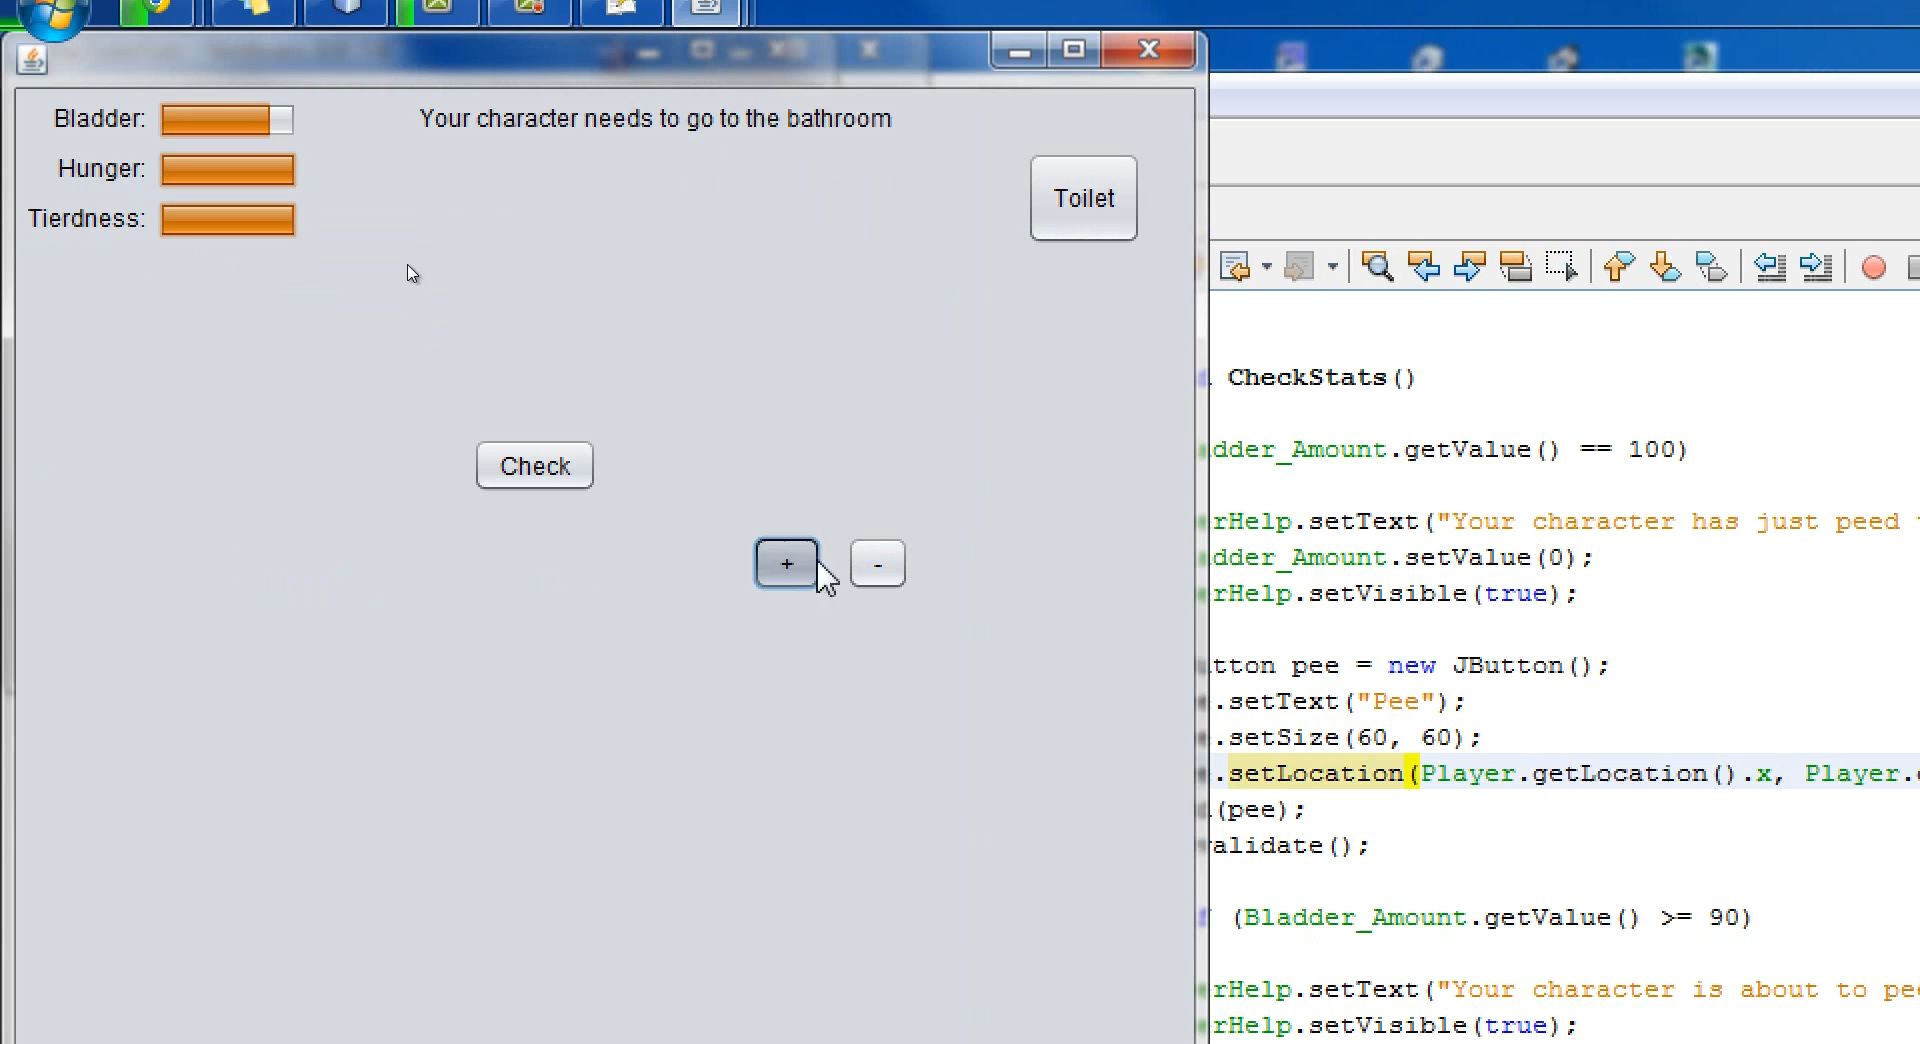 Bladder:
Your character needs to go to the bathroom
Hunger:
Toilet
Tierdness:
Check
+
-
CheckStats()
dder_Amount.getValue() == 100)
rHelp.setText("Your character has just peed
dder_Amount.setValue(0);
rHelp.setVisible(true);
tton pee = new JButton();
.setText("Pee");
.setSize(60, 60);
.setLocation(Player.getLocation().x, Player.
(pee);
alidate();
(Bladder_Amount.getValue() >= 90)
rHelp.setText("Your character is about to pe
rHelp.setVisible(true);